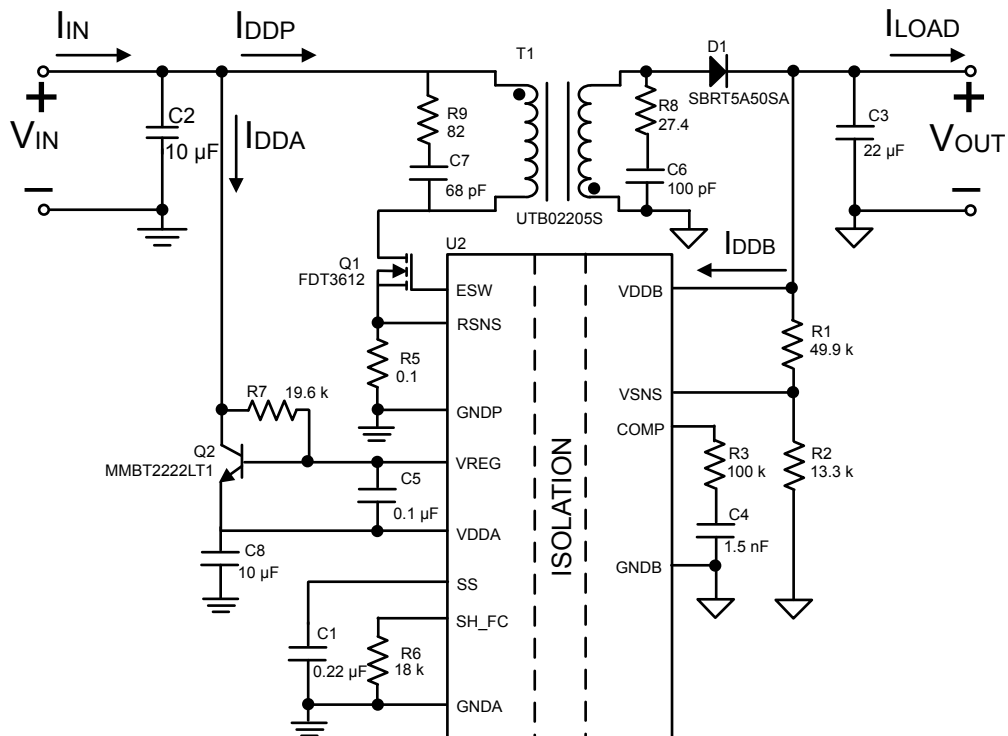 IIN
IDDP
ILOAD
T1
D1
SBRT5A50SA
+
VIN
−
C2
10 µF
IDDA
R9
82
C7
68 pF
R8
27.4
C6
100 pF
C3
22 µF
+
VOUT
−
UTB02205S
U2
IDDB
Q1
FDT3612
ESW
VDDB
RSNS
R1
49.9 k
R5
0.1
R7
19.6 k
VSNS
GNDP
COMP
Q2
MMBT2222LT1
VREG
R3
100 k
R2
13.3 k
C5
0.1 µF
ISOLATION
VDDA
C4
1.5 nF
C8
10 µF
GNDB
SS
SH_FC
C1
0.22 µF
R6
18 k
GNDA